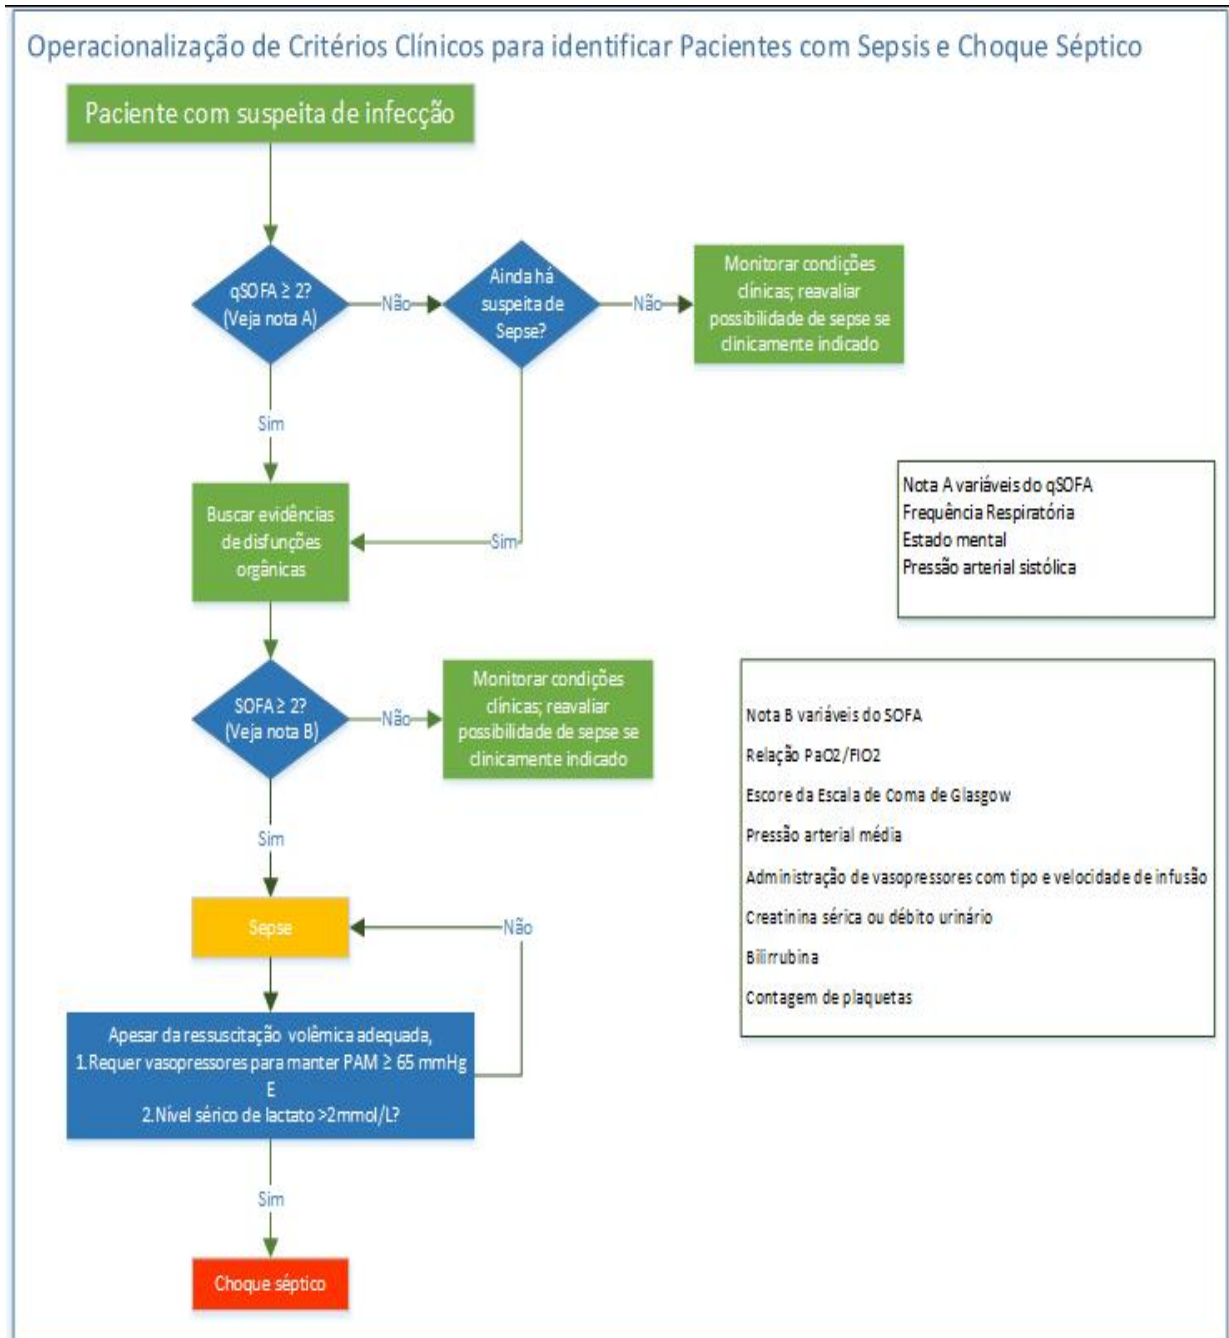 Operacionalização de Critérios Clínicos para identificar Pacientes com Sepsis e Choque Séptico
Paciente com suspeita de infecção
qSOFA ≥ 2?
(Veja nota A)
Não
Ainda há
suspeita de
Sepse?
Não
Monitorar condições
clínicas; reavaliar
possibilidade de sepse se
clinicamente indicado
Sim
Buscar evidências
de disfunções
orgânicas
Sim
Nota A variáveis do qSOFA
Frequência Respiratória
Estado mental
Pressão arterial sistólica
SOFA ≥ 2?
(Veja nota B)
Não
Monitorar condições
clínicas; reavaliar
possibilidade de sepse se
clinicamente indicado
Nota B variáveis do SOFA
Relação PaO2/FIO2
Escore da Escala de Coma de Glasgow
Pressão arterial média
Administração de vasopressores com tipo e velocidade de infusão
Creatinina sérica ou débito urinário
Bilirrubina
Contagem de plaquetas
Sim
Sepse
Não
Apesar da ressuscitação volêmica adequada,
1.Requer vasopressores para manter PAM ≥ 65 mmHg
E
2.Nível sérico de lactato >2mmol/L?
Sim
Choque séptico